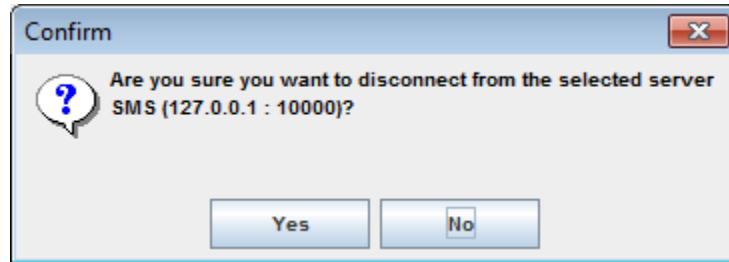 Confirm
Are you sure you want to disconnect from the selected server
SMS (127.0.0.1 : 10000)?
Yes
No